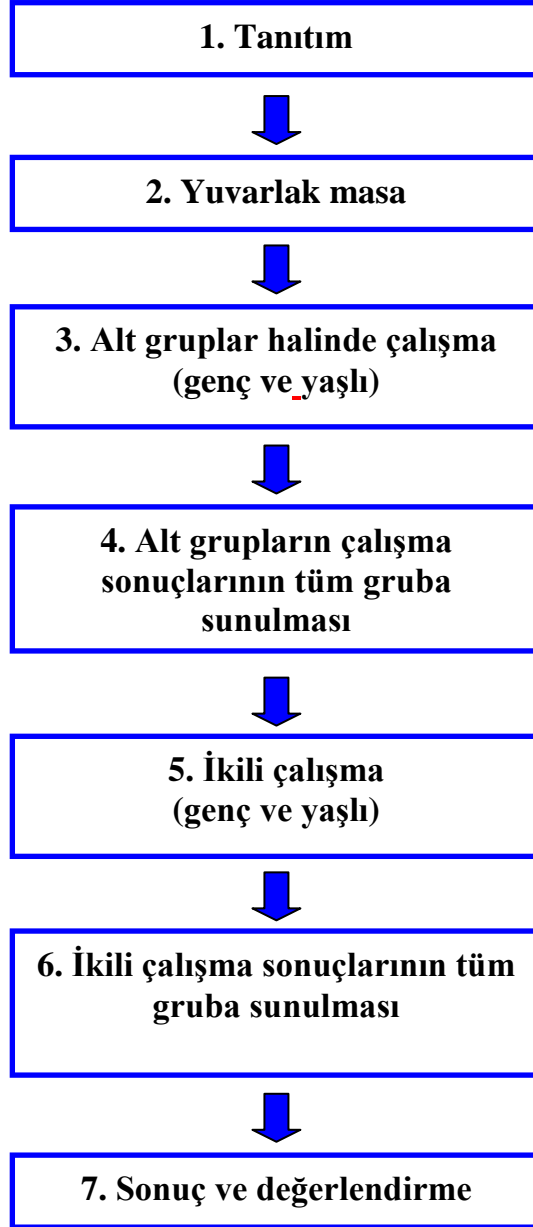 1. Tanıtım
2. Yuvarlak masa
3. Alt gruplar halinde çalışma
(genç ve yaşlı)
4. Alt grupların çalışma
sonuçlarının tüm gruba
sunulması
5. İkili çalışma
(genç ve yaşlı)
6. İkili çalışma sonuçlarının tüm
gruba sunulması
7. Sonuç ve değerlendirme